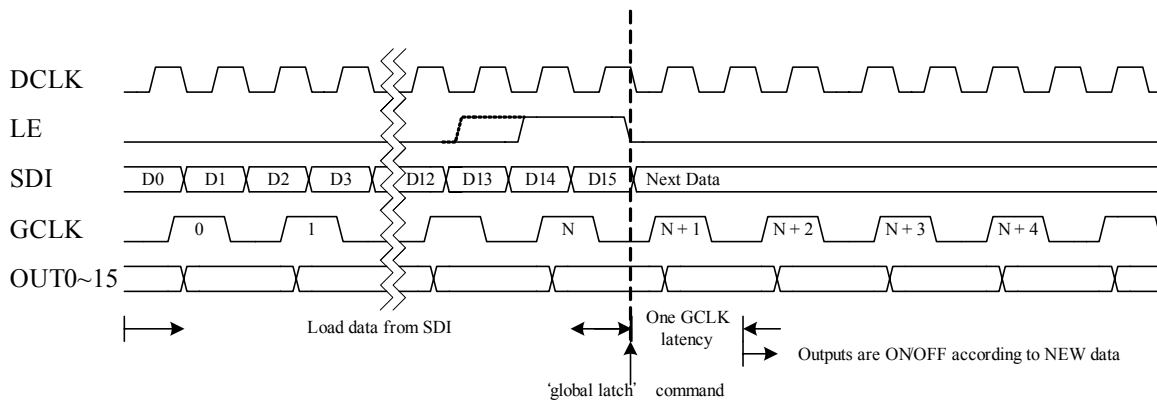 DCLK
LE
SDI D0 D1 D2 D3 D12 D13 D14 D15 Next Data
GCLK 0 1 N N + 1 N + 2 N + 3 N + 4
OUT0~15
Load data from SDI
One GCLK
latency
Outputs are ON/OFF according to NEW data
‘global latch’ command